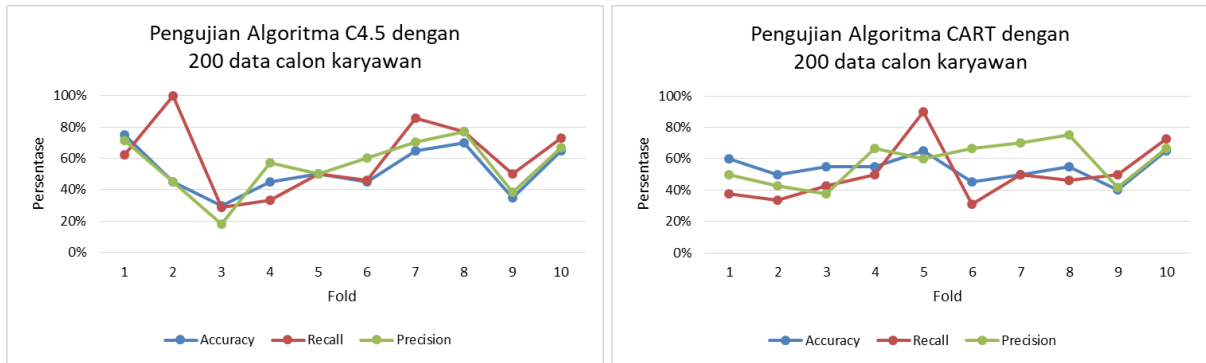 Pengujian Algoritma C4.5 dengan
200 data calon karyawan
100%
80%
60%
40%
20%
0%
Persentase
1 2 3 4 5 6 7 8 9 10
Fold
Accuracy Recall Precision
Pengujian Algoritma CART dengan
200 data calon karyawan
100%
80%
60%
40%
20%
0%
Persentase
1 2 3 4 5 6 7 8 9 10
Fold
Accuracy Recall Precision